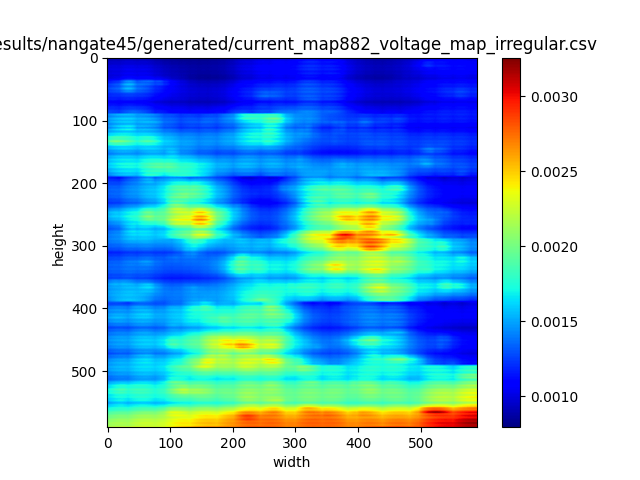 esults/nangate45/generated/current_map882_voltage_map_irregular.csv
0
100
200
300
400
500
height
0 100 200 300 400 500
width
0.0030
0.0025
0.0020
0.0015
0.0010